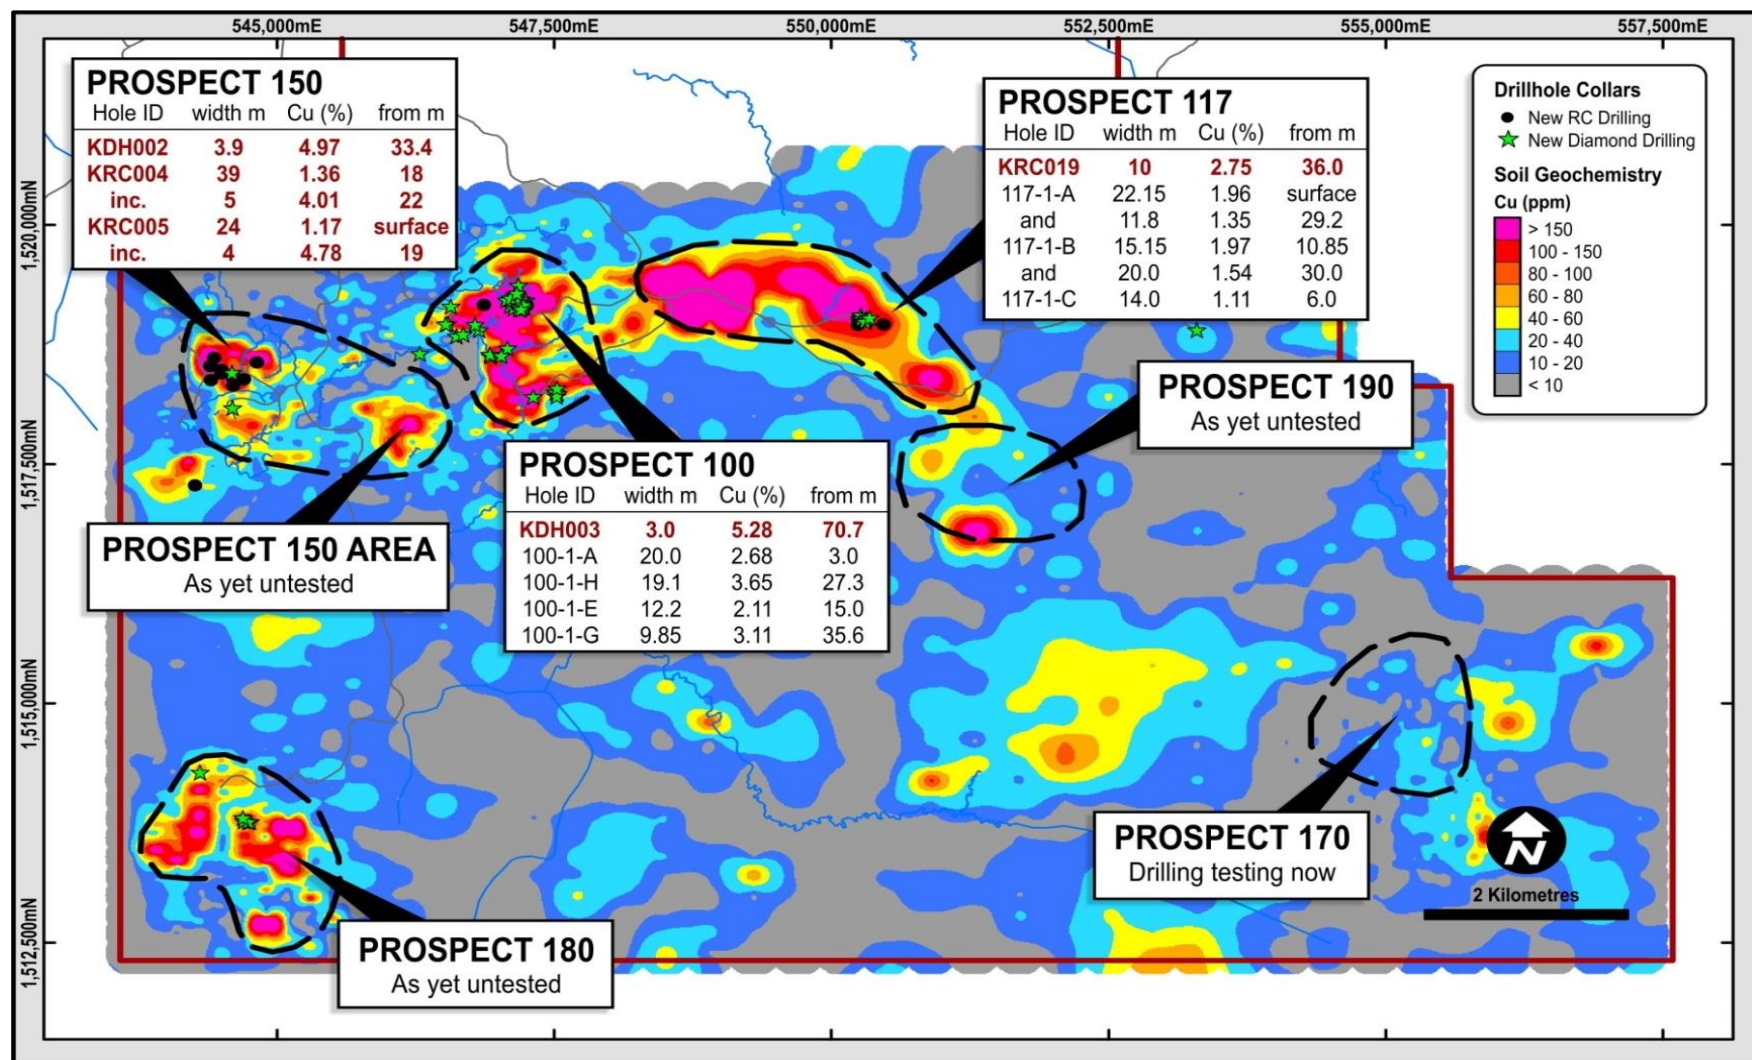 545,000mE 547,500mE 550,000mE 552,500mE 555,000mE 557,500mE
1,520,000mN
1,517,500mN
1,515,000mN
1,512,500mN
PROSPECT 150
Hole ID width m Cu (%) from m
KDH002 3.9 4.97 33.4
KRC004 39 1.36 18
inc. 5 4.01 22
KRC005 24 1.17 surface
inc. 4 4.78 19
PROSPECT 117
Hole ID width m Cu (%) from m
KRC019 10 2.75 36.0
117-1-A 22.15 1.96 surface
and 11.8 1.35 29.2
117-1-B 15.15 1.97 10.85
and 20.0 1.54 30.0
117-1-C 14.0 1.11 6.0
Drillhole Collars
New RC Drilling
New Diamond Drilling
Soil Geochemistry
Cu (ppm)
> 150
100 - 150
80 - 100
60 - 80
40 - 60
20 - 40
10 - 20
< 10
PROSPECT 190
As yet untested
PROSPECT 100
Hole ID width m Cu (%) from m
KDH003 3.0 5.28 70.7
100-1-A 20.0 2.68 3.0
100-1-H 19.1 3.65 27.3
100-1-E 12.2 2.11 15.0
100-1-G 9.85 3.11 35.6
PROSPECT 150 AREA
As yet untested
PROSPECT 170
Drilling testing now
N
2 Kilometres
PROSPECT 180
As yet untested